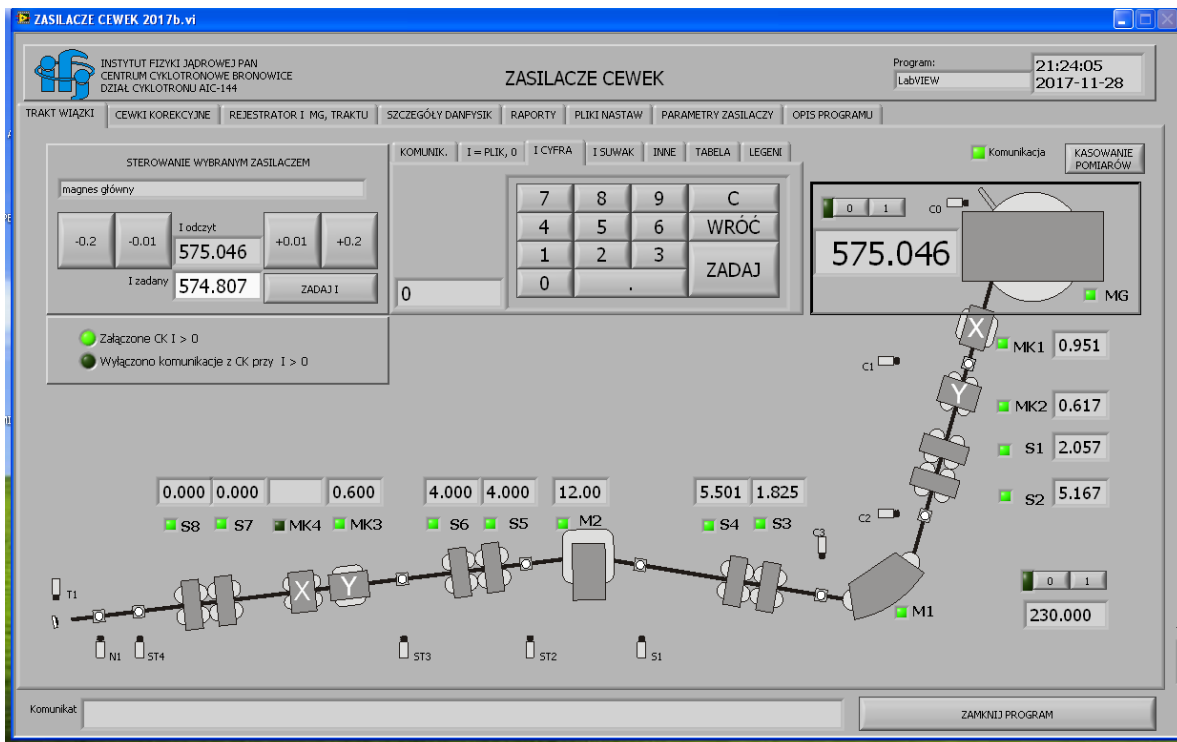 ZASILACZE CEWEK 2017b.vi
INSTYTUT FIZYKI JĄDROWEJ PAN
CENTRUM CYKLOTRONOWE BRONOWICE
DZIAŁ CYKLOTRONU AIC-144
ZASILACZE CEWEK
Program:
LabVIEW
21:24:05
2017-11-28
TRAKT WIĄZKI
CEWKI KOREKCYJNE
REJESTRATOR I MG, TRAKTU
SZCZEGÓŁY DANFYSIK
RAPORTY
PLIKI NASTAW
PARAMETRY ZASILACZY
OPIS PROGRAMU
STEROWANIE WYBRANYM ZASILACZEM
magnes główny
-0.2
-0.01
I odczyt
575.046
+0.01
+0.2
I zadany
574.807
ZADAJ I
Załączone CK I > 0
Wyłączono komunikacje z CK przy I > 0
KOMUNIK.
I = PLIK, 0
I CYFRA
I SUWAK
INNE
TABELA
LEGENI
7 8 9 C
4 5 6 WRÓĆ
1 2 3 ZADAJ
0 .
0
Komunikacja
KASOWANIE
POMIARÓW
0 1
C0
575.046
MG
X
MK1 0.951
C1
Y
MK2 0.617
S1 2.057
S2 5.167
C2
C3
0.000 0.000 0.600 4.000 4.000 12.00 5.501 1.825
S8 S7 MK4 MK3 S6 S5 M2 S4 S3
X Y
T1
M1
0 1
230.000
N1 ST4 ST3 ST2 S1
Komunikat
ZAMKNIJ PROGRAM